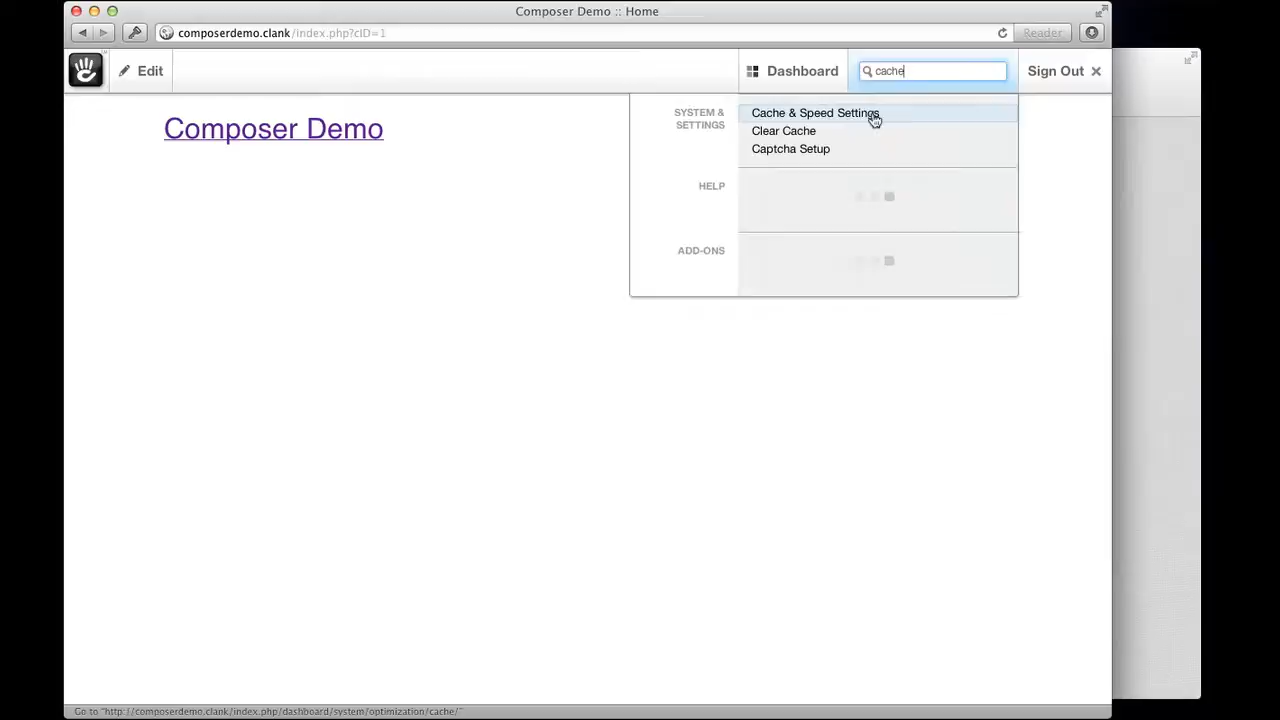 Composer Demo :: Home
composerdemo.clank/index.php?cID=1
Reader
Edit
Dashboard
cache
Sign Out
Composer Demo
SYSTEM &
SETTINGS
Cache & Speed Settings
Clear Cache
Captcha Setup
HELP
ADD-ONS
Go to "http://composerdemo.clank/index.php/dashboard/system/optimization/cache/"